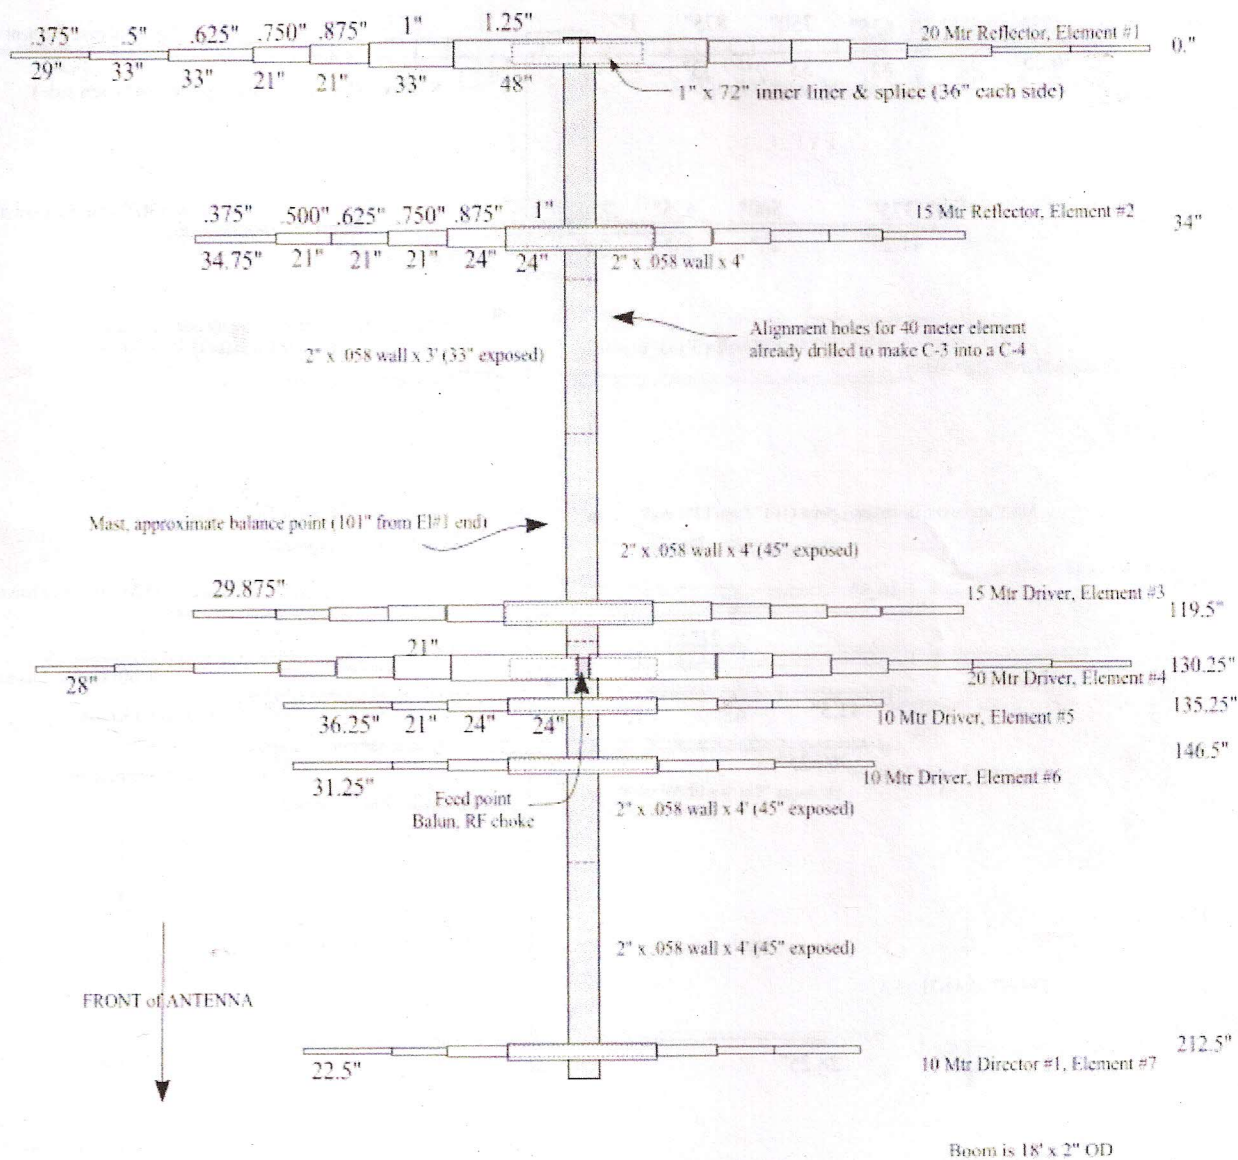 .375" .5" .625" .750" .875" 1" 1.25"
20 Mtr Reflector, Element #1
0."
29" 33" 33" 21" 21" 33" 48"
1" x 72" inner liner & splice (36" each side)
.375" .500" .625" .750" .875" 1"
15 Mtr Reflector, Element #2
34"
34.75" 21" 21" 21" 24" 24"
2" x .058 wall x 4'
Alignment holes for 40 meter element
already drilled to make C-3 into a C-4
2" x .058 wall x 3' (33" exposed)
Mast, approximate balance point (101" from El#1 end)
2" x .058 wall x 4' (45" exposed)
29.875"
15 Mtr Driver, Element #3
119.5"
21"
28"
20 Mtr Driver, Element #4
130.25"
36.25" 21" 24" 24"
10 Mtr Driver, Element #5
135.25"
146.5"
31.25"
10 Mtr Driver, Element #6
Feed point
Balun, RF choke
2" x .058 wall x 4' (45" exposed)
2" x .058 wall x 4' (45" exposed)
FRONT of ANTENNA
22.5"
10 Mtr Director #1, Element #7
212.5"
Boom is 18' x 2" OD